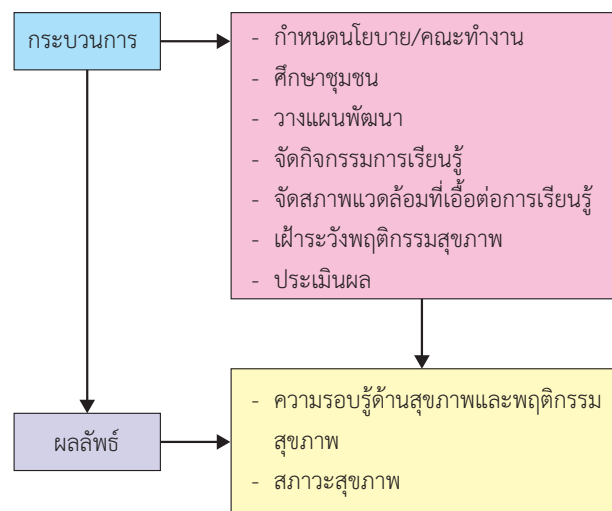 กระบวนการ
- กำหนดนโยบาย/คณะทำงาน
- ศึกษาชุมชน
- วางแผนพัฒนา
- จัดกิจกรรมการเรียนรู้
- จัดสภาพแวดล้อมที่เอื้อต่อการเรียนรู้
- เฝ้าระวังพฤติกรรมสุขภาพ
- ประเมินผล
ผลลัพธ์
- ความรอบรู้ด้านสุขภาพและพฤติกรรม
สุขภาพ
- สภาวะสุขภาพ